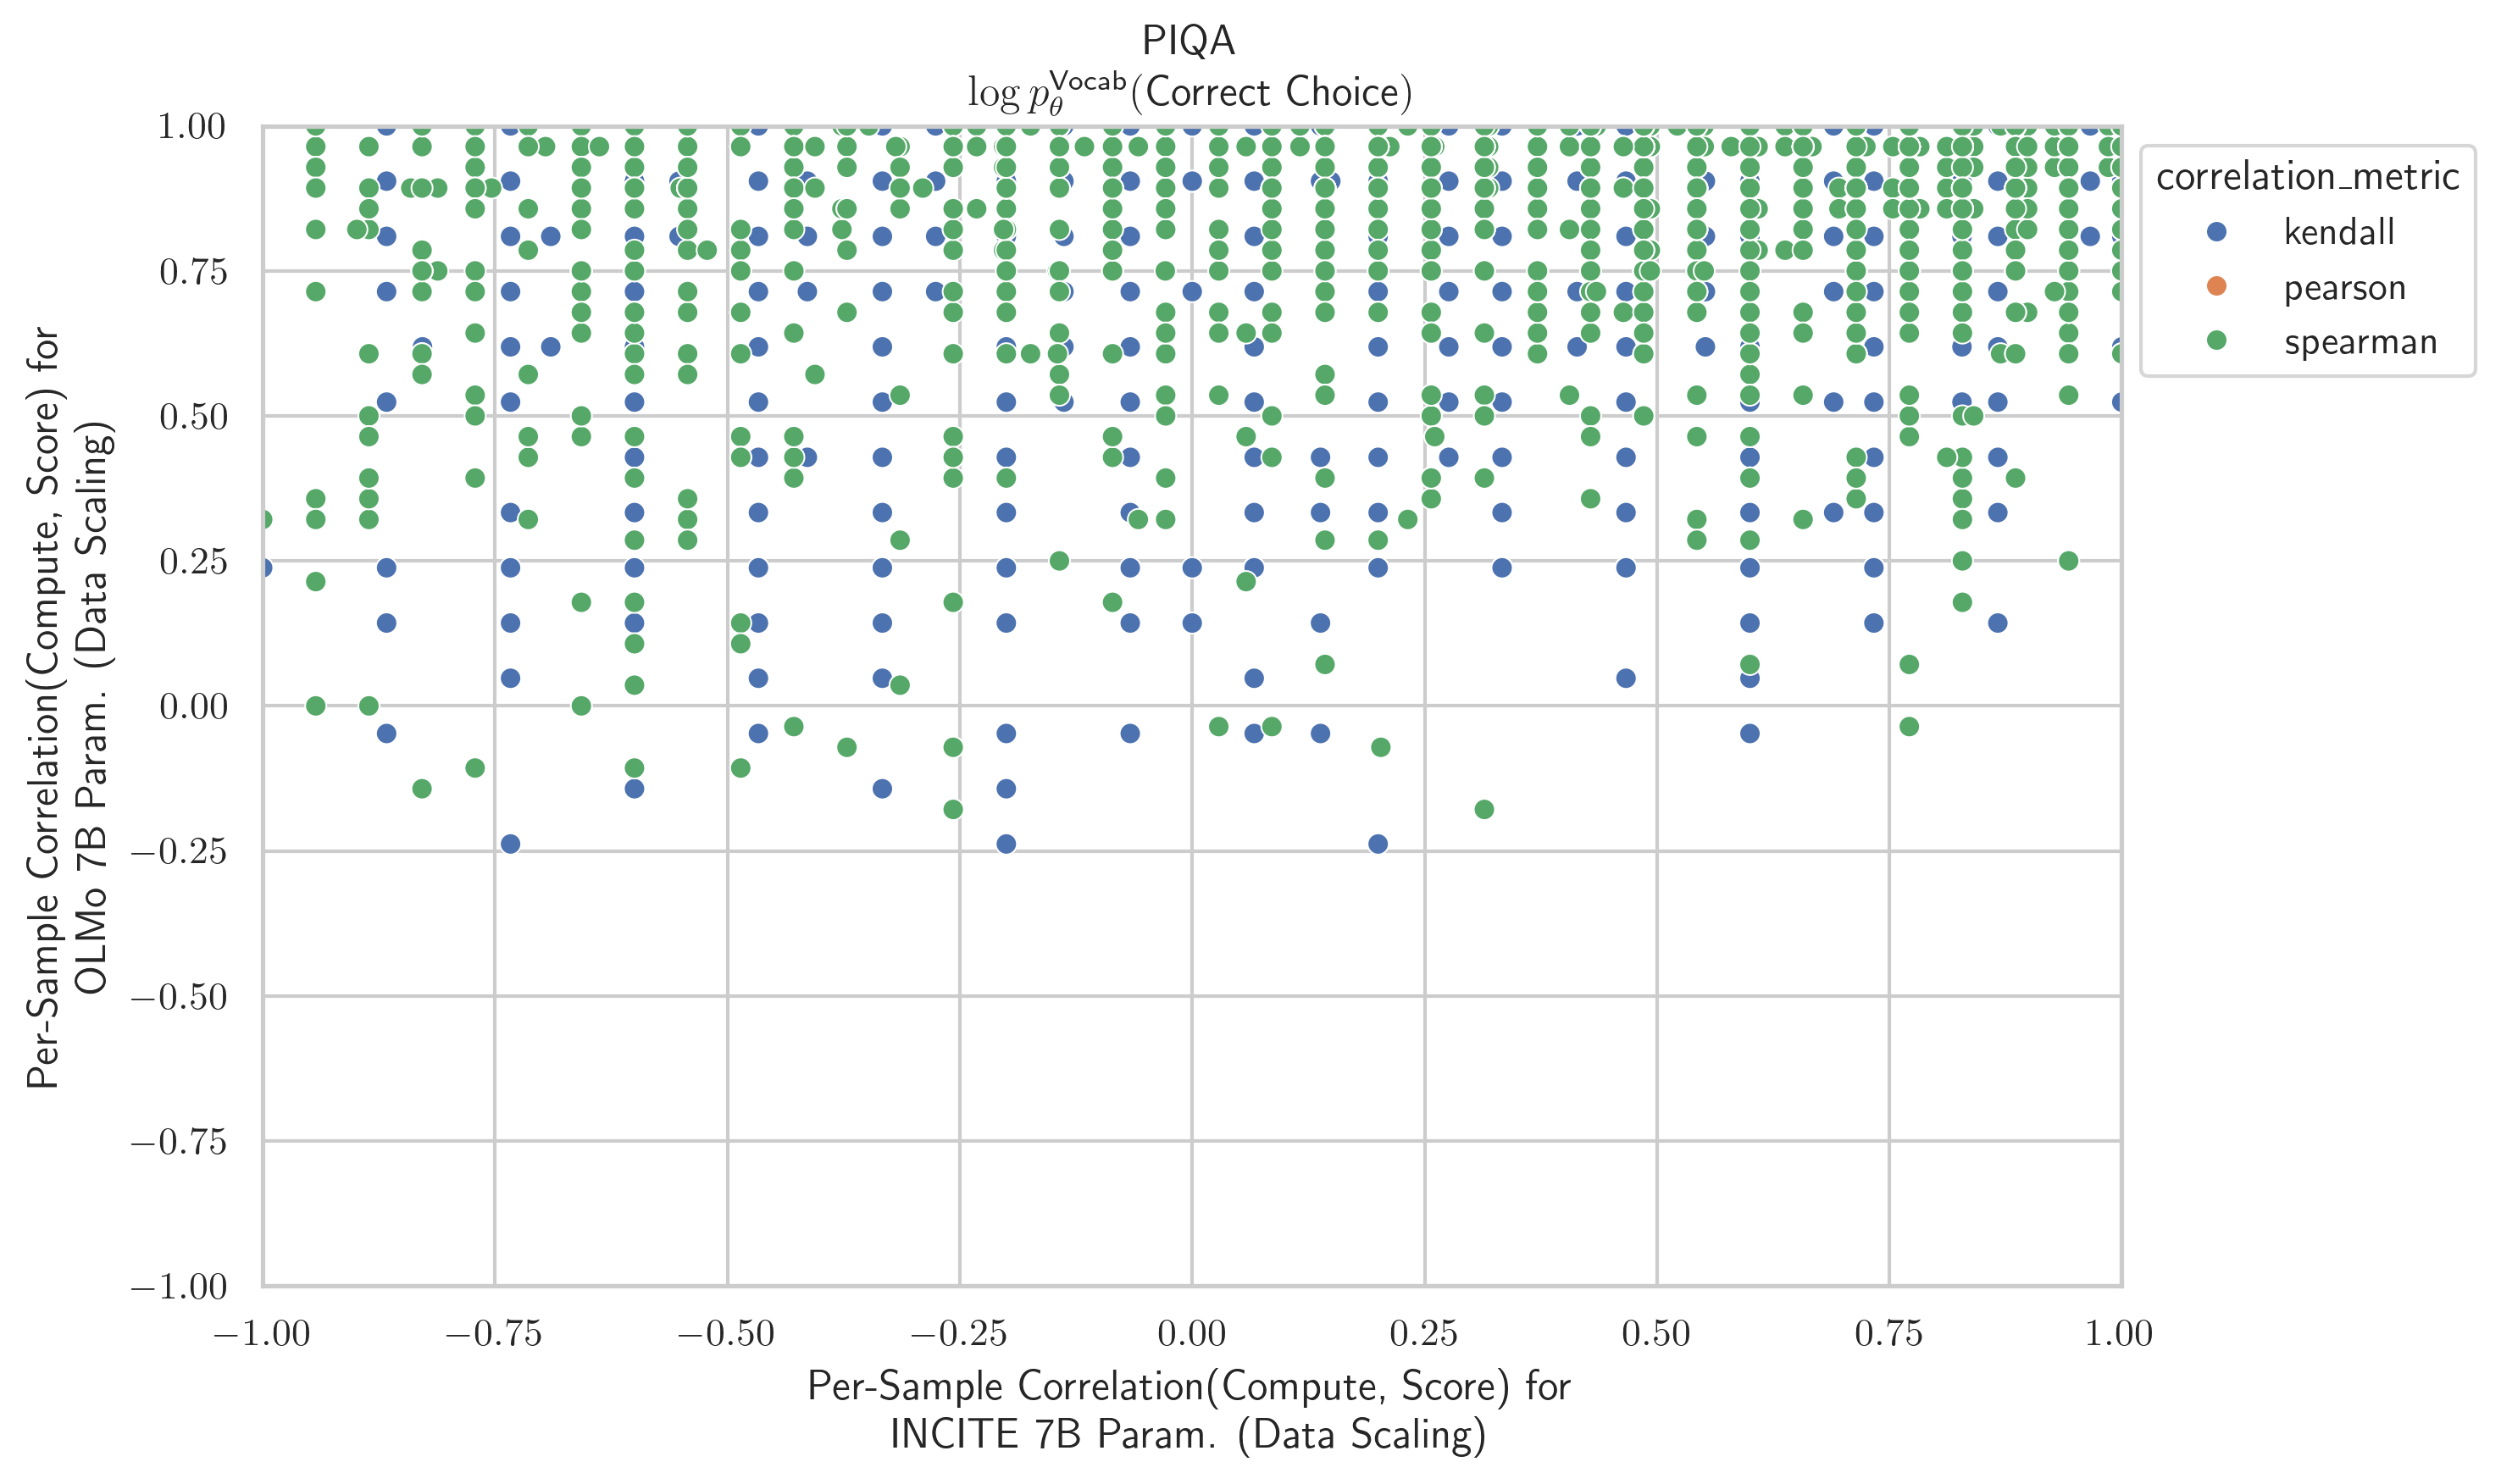 PIQA
log p_θ^Vocab(Correct Choice)
Per-Sample Correlation(Compute, Score) for
OLMo 7B Param. (Data Scaling)
1.00
0.75
0.50
0.25
0.00
−0.25
−0.50
−0.75
−1.00
−1.00 −0.75 −0.50 −0.25 0.00 0.25 0.50 0.75 1.00
Per-Sample Correlation(Compute, Score) for
INCITE 7B Param. (Data Scaling)
correlation_metric
kendall
pearson
spearman